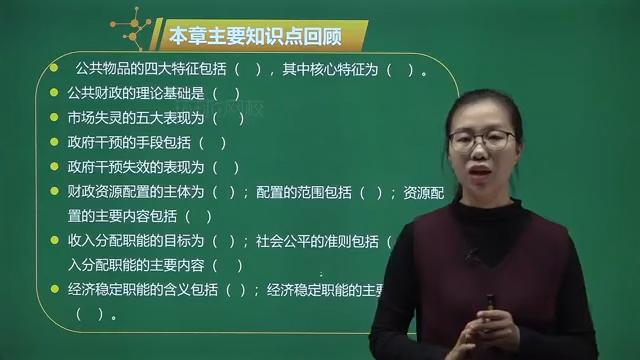 本章主要知识点回顾
公共物品的四大特征包括（ ），其中核心特征为（ ）。
公共财政的理论基础是（ ）
市场失灵的五大表现为（ ）
政府干预的手段包括（ ）
政府干预失效的表现为（ ）
财政资源配置的主体为（ ）；配置的范围包括（ ）；资源配
置的主要内容包括（ ）
收入分配职能的目标为（ ）；社会公平的准则包括（
入分配职能的主要内容（ ）
经济稳定职能的含义包括（ ）；经济稳定职能的主要
（ ）。